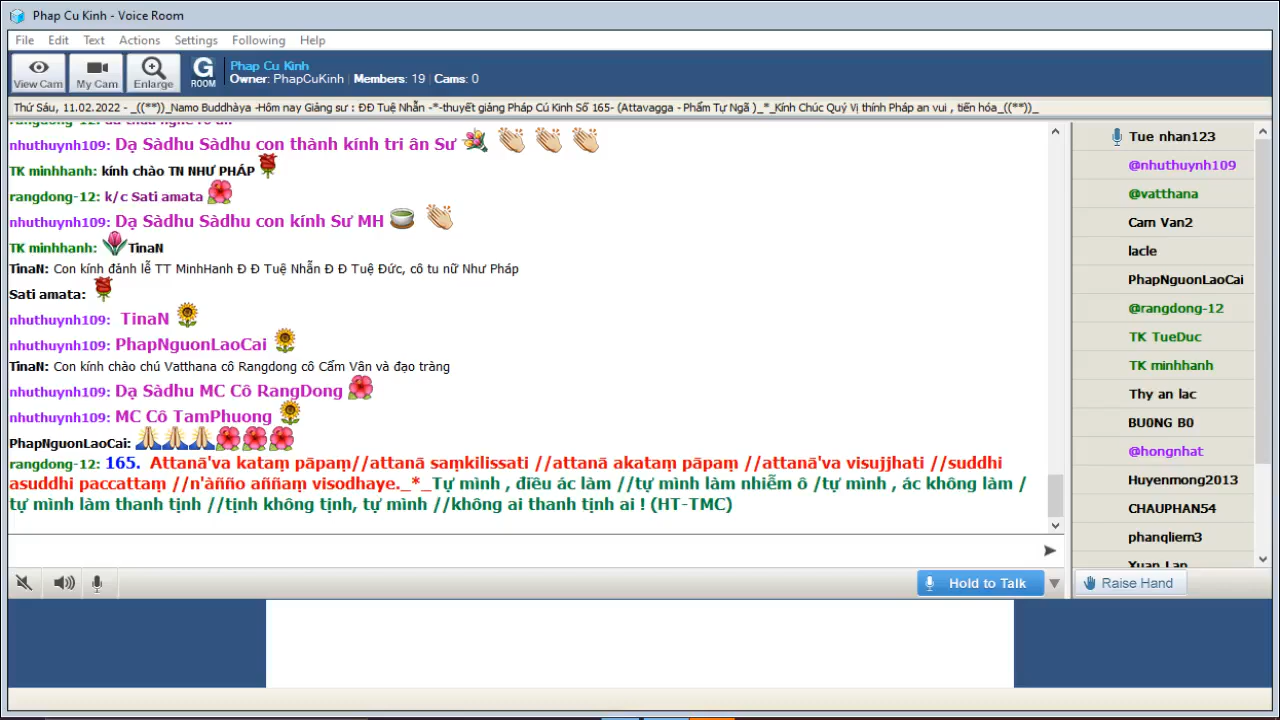 Phap Cu Kinh - Voice Room
File Edit Text Actions Settings Following Help
View Cam My Cam Enlarge G ROOM
Phap Cu Kinh
Owner: PhapCuKinh Members: 19 Cams: 0
Thứ Sáu, 11.02.2022 - _((**))_Namo Buddhàya -Hôm nay Giảng sư : ĐĐ Tuệ Nhẫn -*-thuyết giảng Pháp Cú Kinh Số 165- (Attavagga - Phẩm Tự Ngã )_*_Kính Chúc Quý Vị thính Pháp an vui , tiến hóa_((**))_
nhuthuynh109: Dạ Sàdhu Sàdhu con thành kính tri ân Sư
TK minhhanh: kính chào TN NHƯ PHÁP
rangdong-12: k/c Sati amata
nhuthuynh109: Dạ Sàdhu Sàdhu con kính Sư MH
TK minhhanh: TinaN
TinaN: Con kính đảnh lễ TT MinhHanh Đ Đ Tuệ Nhẫn Đ Đ Tuệ Đức, cô tu nữ Như Pháp
Sati amata:
nhuthuynh109: TinaN
nhuthuynh109: PhapNguonLaoCai
TinaN: Con kính chào chú Vatthana cô Rangdong cô Cẩm Vân và đạo tràng
nhuthuynh109: Dạ Sàdhu MC Cô RangDong
nhuthuynh109: MC Cô TamPhuong
PhapNguonLaoCai:
rangdong-12: 165. Attanā'va kataṃ pāpaṃ//attanā saṃkilissati //attanā akataṃ pāpaṃ //attanā'va visujjhati //suddhi
asuddhi paccattaṃ //n'āñño aññaṃ visodhaye._*_Tự mình , điều ác làm //tự mình làm nhiễm ô /tự mình , ác không làm /
tự mình làm thanh tịnh //tịnh không tịnh, tự mình //không ai thanh tịnh ai ! (HT-TMC)
Hold to Talk
Tue nhan123
@nhuthuynh109
@vatthana
Cam Van2
lacle
PhapNguonLaoCai
@rangdong-12
TK TueDuc
TK minhhanh
Thy an lac
BU0NG B0
@hongnhat
Huyenmong2013
CHAUPHAN54
phanqliem3
Xuan Lan
Raise Hand